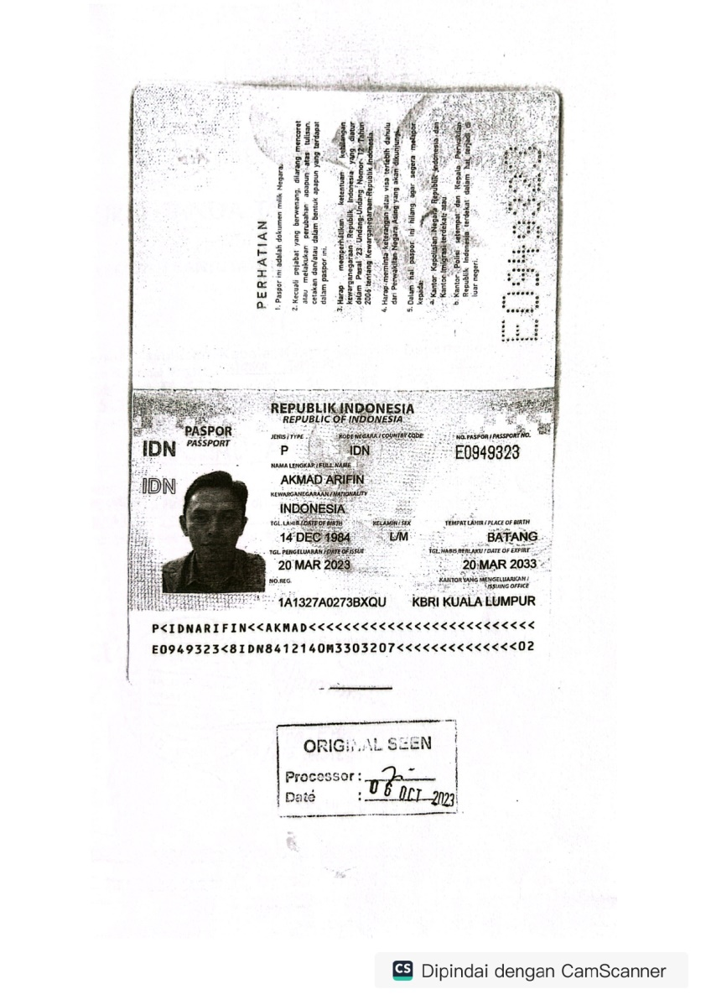 PERHATIAN
1. Paspor ini adalah dokumen milik Negara.
2. Kecuali pejabat yang berwenang, dilarang mencoret
atau melakukan perubahan apapun atas tulisan,
cetakan dan/atau dalam bentuk apapun yang terdapat
dalam paspor ini.
3. Harap memperhatikan ketentuan kehilangan
kewarganegaraan Republik Indonesia yang diatur
dalam Pasal 23 Undang-Undang Nomor 12 Tahun
2006 tentang Kewarganegaraan Republik Indonesia.
4. Harap meminta keterangan atau visa terlebih dahulu
dari Perwakilan Negara Asing yang akan dikunjungi.
5. Dalam hal paspor ini hilang agar segera melapor
kepada:
a. Kantor Kepolisian Negara Republik Indonesia dan
Kantor Imigrasi terdekat; atau
b. Kantor Polisi setempat dan Kepala Perwakilan
Republik Indonesia terdekat dalam hal terjadi di
luar negeri.
E0949323
REPUBLIK INDONESIA
REPUBLIC OF INDONESIA
PASPOR
PASSPORT
IDN
IDN
JENIS / TYPE KODE NEGARA / COUNTRY CODE NO. PASPOR / PASSPORT NO.
P IDN E0949323
NAMA LENGKAP / FULL NAME
AKMAD ARIFIN
KEWARGANEGARAAN / NATIONALITY
INDONESIA
TGL. LAHIR / DATE OF BIRTH KELAMIN / SEX TEMPAT LAHIR / PLACE OF BIRTH
14 DEC 1984 L/M BATANG
TGL. PENGELUARAN / DATE OF ISSUE TGL. HABIS BERLAKU / DATE OF EXPIRY
20 MAR 2023 20 MAR 2033
NO. REG. KANTOR YANG MENGELUARKAN /
ISSUING OFFICE
1A1327A0273BXQU KBRI KUALA LUMPUR
P<IDNARIFIN<<AKMAD<<<<<<<<<<<<<<<<<<<<<<<<<<
E0949323<8IDN8412140M3303207<<<<<<<<<<<<<<02
ORIGINAL SEEN
Processor :
Date : 06 OCT 2023
CS Dipindai dengan CamScanner